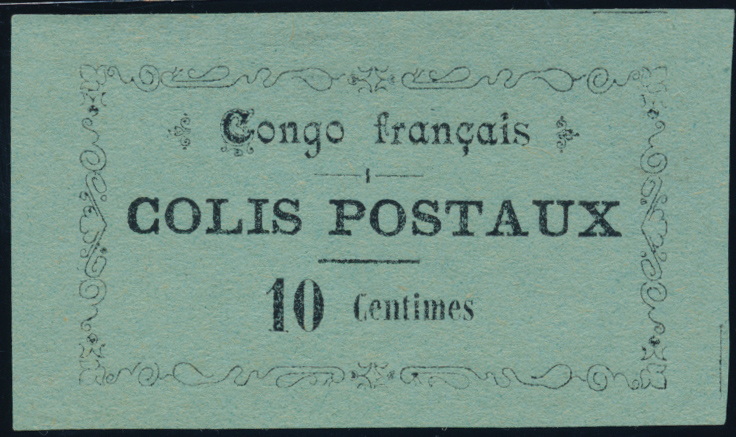 Congo français
COLIS POSTAUX
10 Centimes